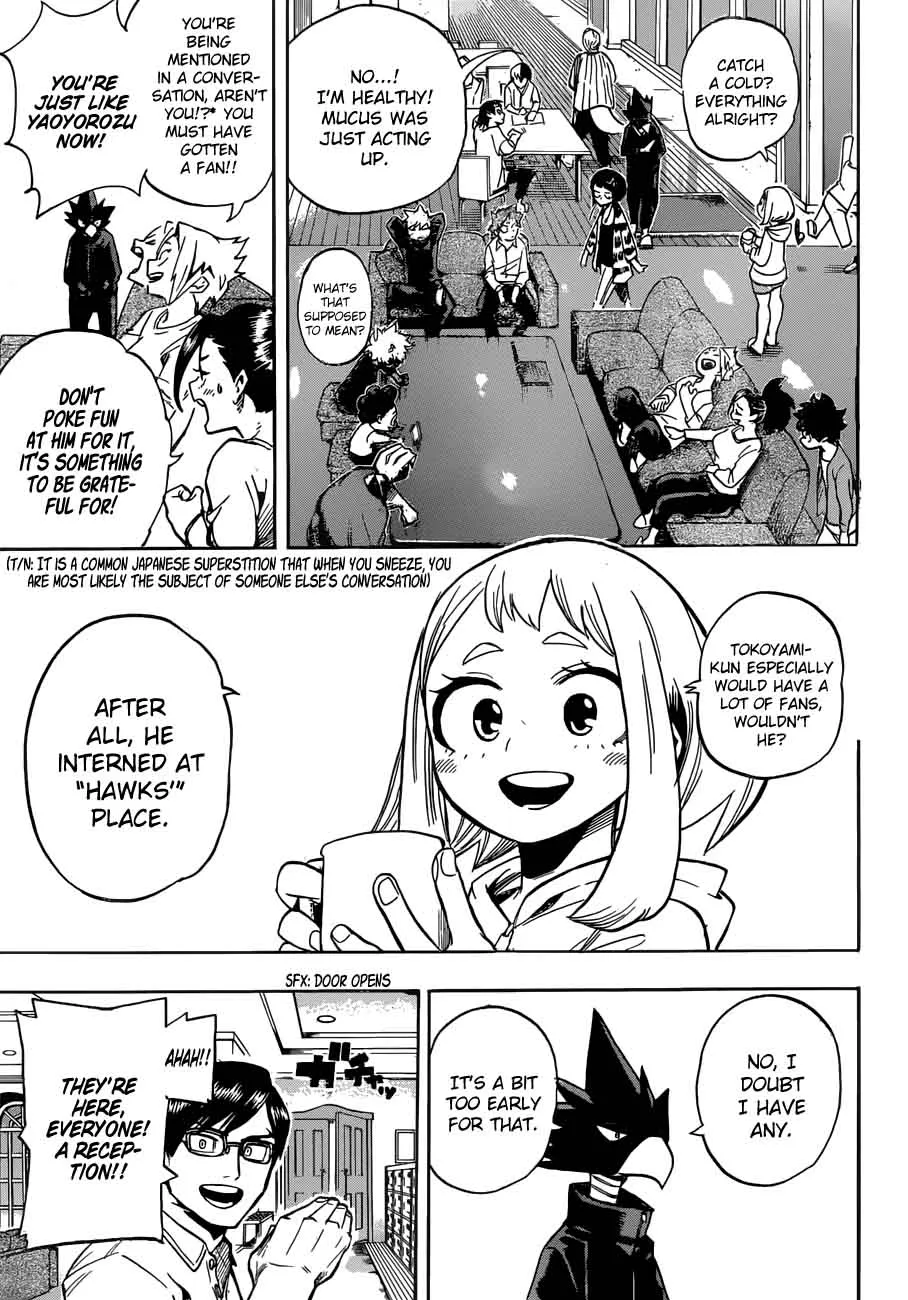 CATCH
A COLD?
EVERYTHING
ALRIGHT?
NO...!
I'M HEALTHY!
MUCUS WAS
JUST ACTING
UP.
WHAT'S
THAT
SUPPOSED
TO MEAN?
YOU'RE
BEING
MENTIONED
IN A CONVER-
SATION, AREN'T
YOU!?* YOU
MUST HAVE
GOTTEN
A FAN!!
YOU'RE
JUST LIKE
YAOYOROZU
NOW!
DON'T
POKE FUN
AT HIM FOR IT,
IT'S SOMETHING
TO BE GRATE-
FUL FOR!
(T/N: IT IS A COMMON JAPANESE SUPERSTITION THAT WHEN YOU SNEEZE, YOU
ARE MOST LIKELY THE SUBJECT OF SOMEONE ELSE'S CONVERSATION)
TOKOYAMI-
KUN ESPECIALLY
WOULD HAVE A
LOT OF FANS,
WOULDN'T
HE?
AFTER
ALL, HE
INTERNED AT
"HAWKS'"
PLACE.
NO, I
DOUBT
I HAVE
ANY.
IT'S A BIT
TOO EARLY
FOR THAT.
SFX: DOOR OPENS
ガチャッ
AHAH!!
THEY'RE
HERE,
EVERYONE!
A RECEP-
TION!!